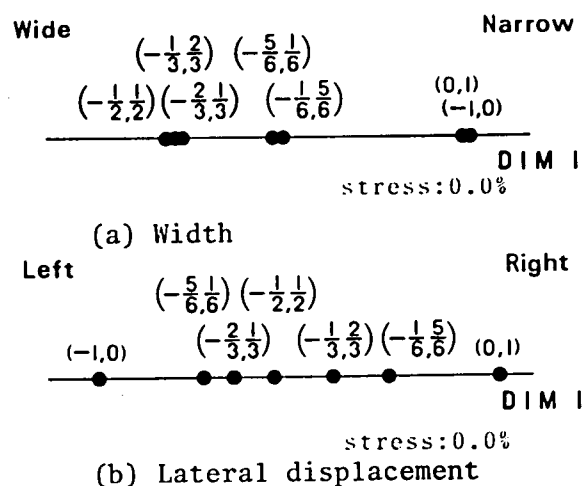 Wide Narrow
(-1/3, 2/3) (-5/6, 1/6) (0,1)
(-1/2, 1/2) (-2/3, 1/3) (-1/6, 5/6) (-1,0)
DIM I
stress:0.0%
(a) Width
Left Right
(-5/6, 1/6) (-1/2, 1/2)
(-1,0) (-2/3, 1/3) (-1/3, 2/3) (-1/6, 5/6) (0,1)
DIM I
stress:0.0%
(b) Lateral displacement